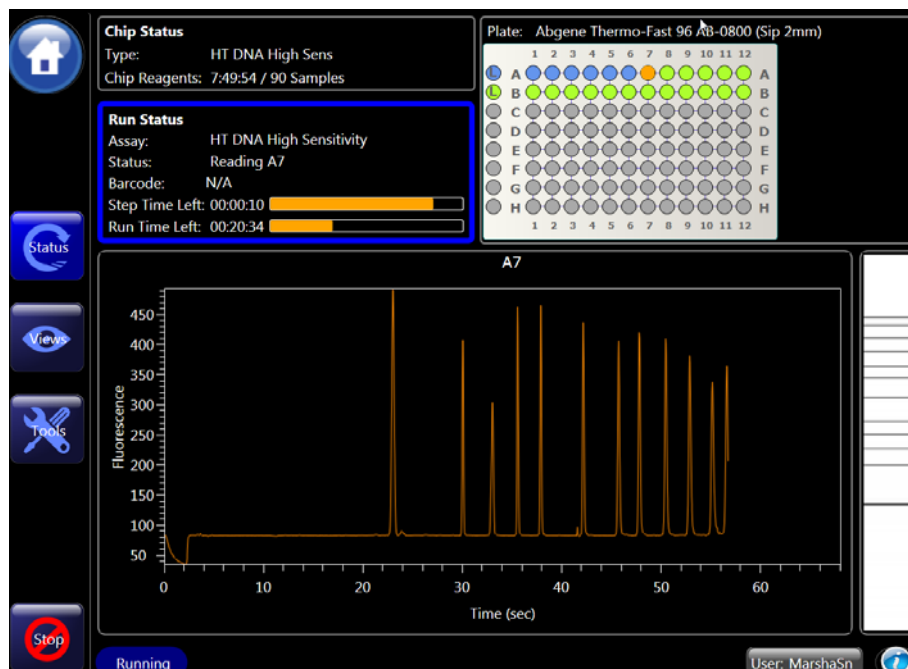 Chip Status
Type: HT DNA High Sens
Chip Reagents: 7:49:54 / 90 Samples
Run Status
Assay: HT DNA High Sensitivity
Status: Reading A7
Barcode: N/A
Step Time Left: 00:00:10
Run Time Left: 00:20:34
Plate: Abgene Thermo-Fast 96 AB-0800 (Sip 2mm)
1 2 3 4 5 6 7 8 9 10 11 12
L A A
L B B
C C
D D
E E
F F
G G
H H
1 2 3 4 5 6 7 8 9 10 11 12
Status
Views
Tools
Stop
A7
Fluorescence
450
400
350
300
250
200
150
100
50
0 10 20 30 40 50 60
Time (sec)
Running
User: MarshaSn
i